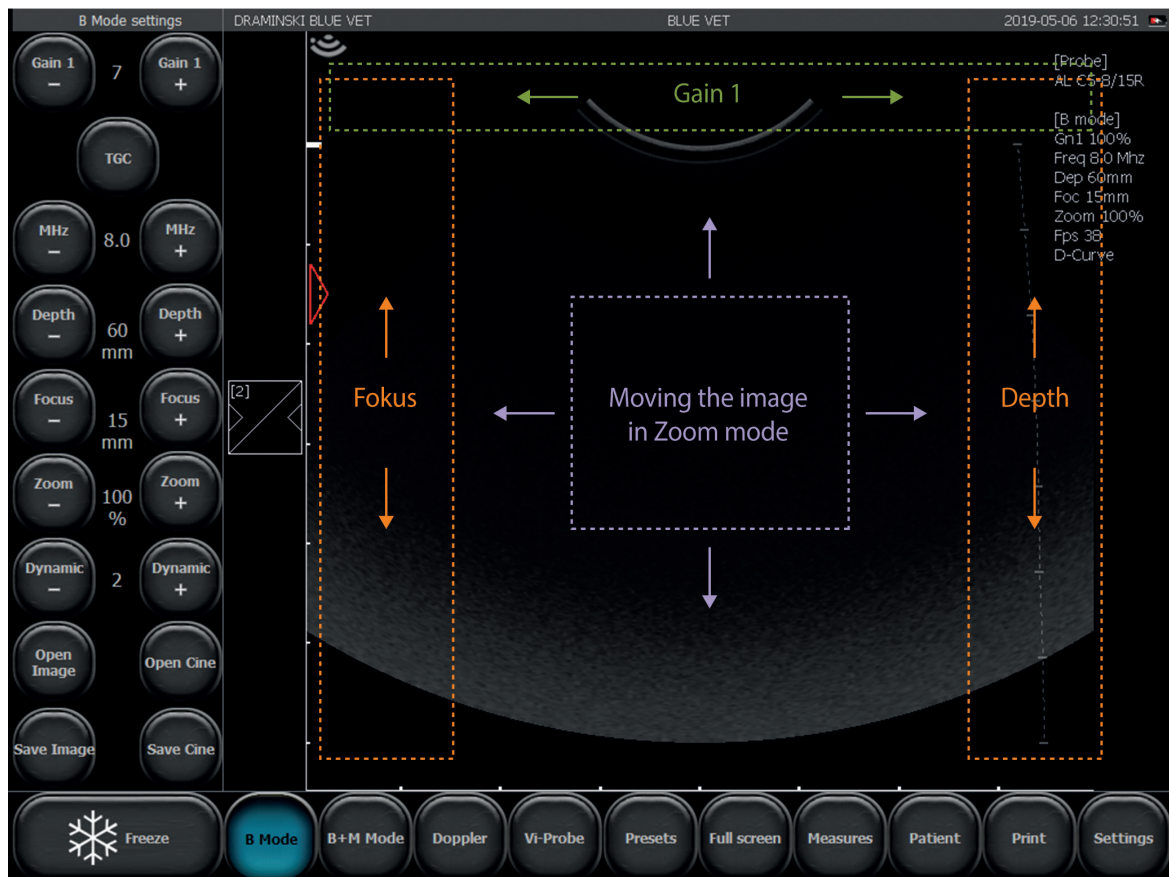 B Mode settings
DRAMINSKI BLUE VET
BLUE VET
2019-05-06 12:30:51
Gain 1
−
7
Gain 1
+
TGC
MHz
−
8.0
MHz
+
Depth
−
60
mm
Depth
+
Focus
−
15
mm
Focus
+
Zoom
−
100
%
Zoom
+
Dynamic
−
2
Dynamic
+
Open
Image
Open Cine
Save Image
Save Cine
[2]
Gain 1
Fokus
Moving the image
in Zoom mode
Depth
[Probe]
AL C5-8/15R
[B mode]
Gn1 100%
Freq 8.0 Mhz
Dep 60mm
Foc 15mm
Zoom 100%
Fps 38
D-Curve
Freeze
B Mode
B+M Mode
Doppler
Vi-Probe
Presets
Full screen
Measures
Patient
Print
Settings